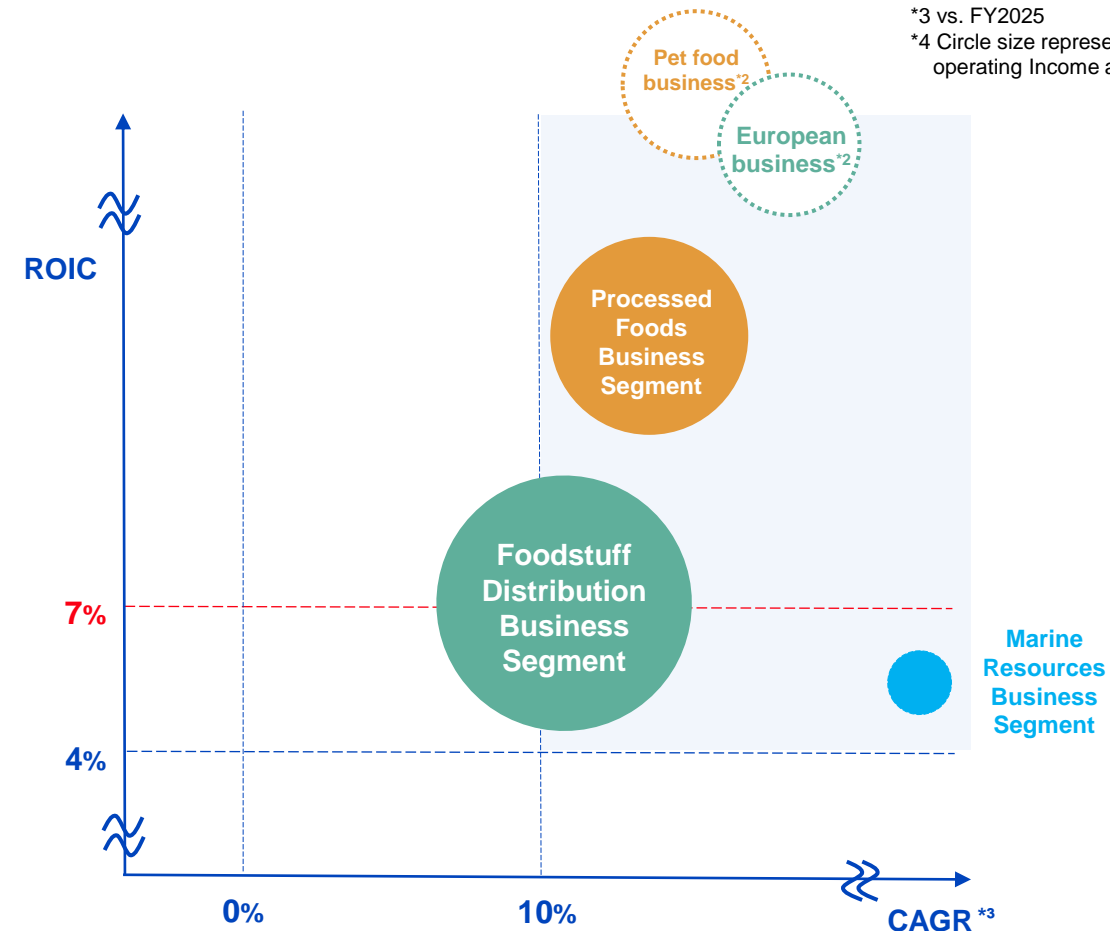 *3 vs. FY2025
*4 Circle size
operating Income
Pet food
business*2
European
business*2
ROIC
Processed
Foods
Business
Segment
Foodstuff
Distribution
Business
Segment
7%
Marine
Resources
Business
Segment
4%
0%
10%
CAGR *3